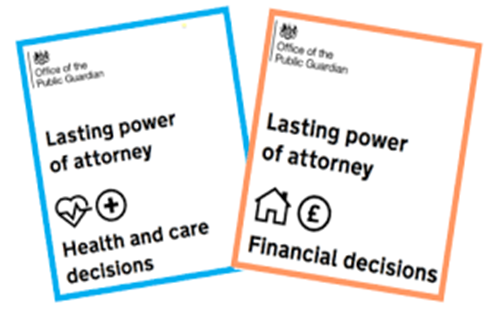 Office of the
Public Guardian
Lasting power
of attorney
Health and care
decisions
Office of the
Public Guardian
Lasting power
of attorney
£
Financial decisions